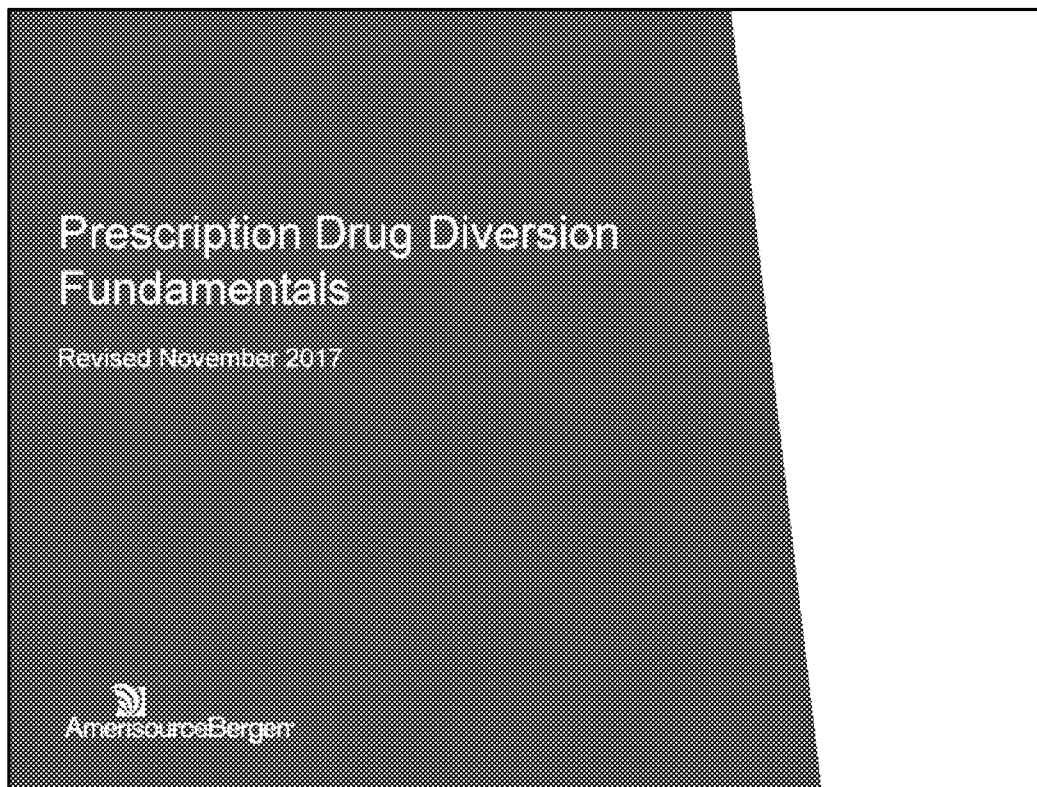 Prescription Drug Diversion
Fundamentals
Revised November 2017
AmerisourceBergen